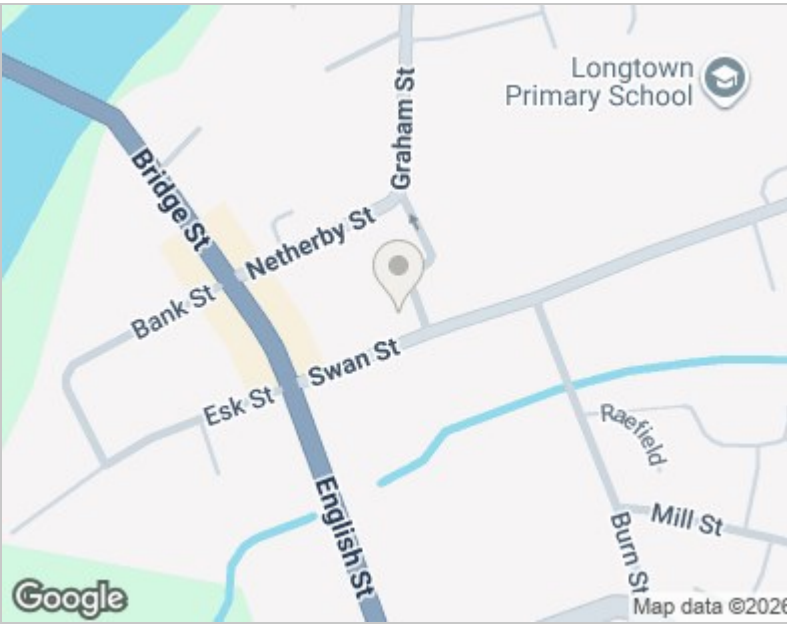 Longtown
Primary School
Graham St
Bridge St
Netherby St
Bank St
Swan St
Esk St
Raefield
English St
Mill St
Burn St
Google
Map data ©2026